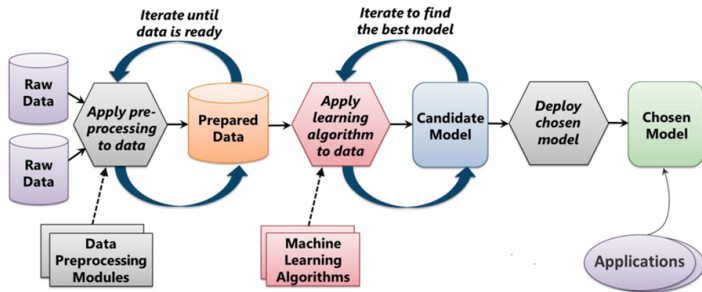 Iterate until
data is ready
Iterate to find
the best model
Raw
Data
Raw
Data
Apply pre-
processing
to data
Prepared
Data
Apply
learning
algorithm
to data
Candidate
Model
Deploy
chosen
model
Chosen
Model
Data
Preprocessing
Modules
Machine
Learning
Algorithms
Applications